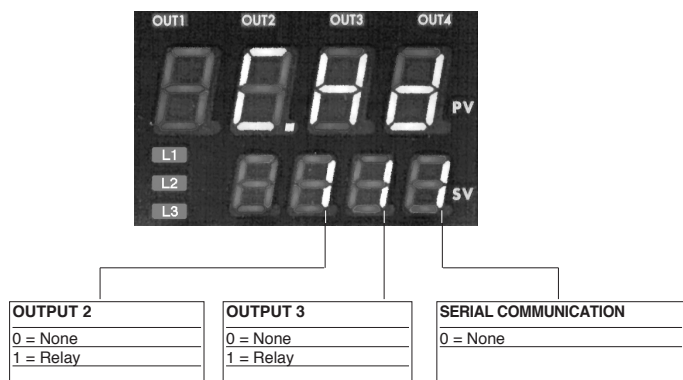 OUT1 OUT2 OUT3 OUT4
C.Hd
PV
L1
L2
L3
111
SV
OUTPUT 2
0 = None
1 = Relay
OUTPUT 3
0 = None
1 = Relay
SERIAL COMMUNICATION
0 = None